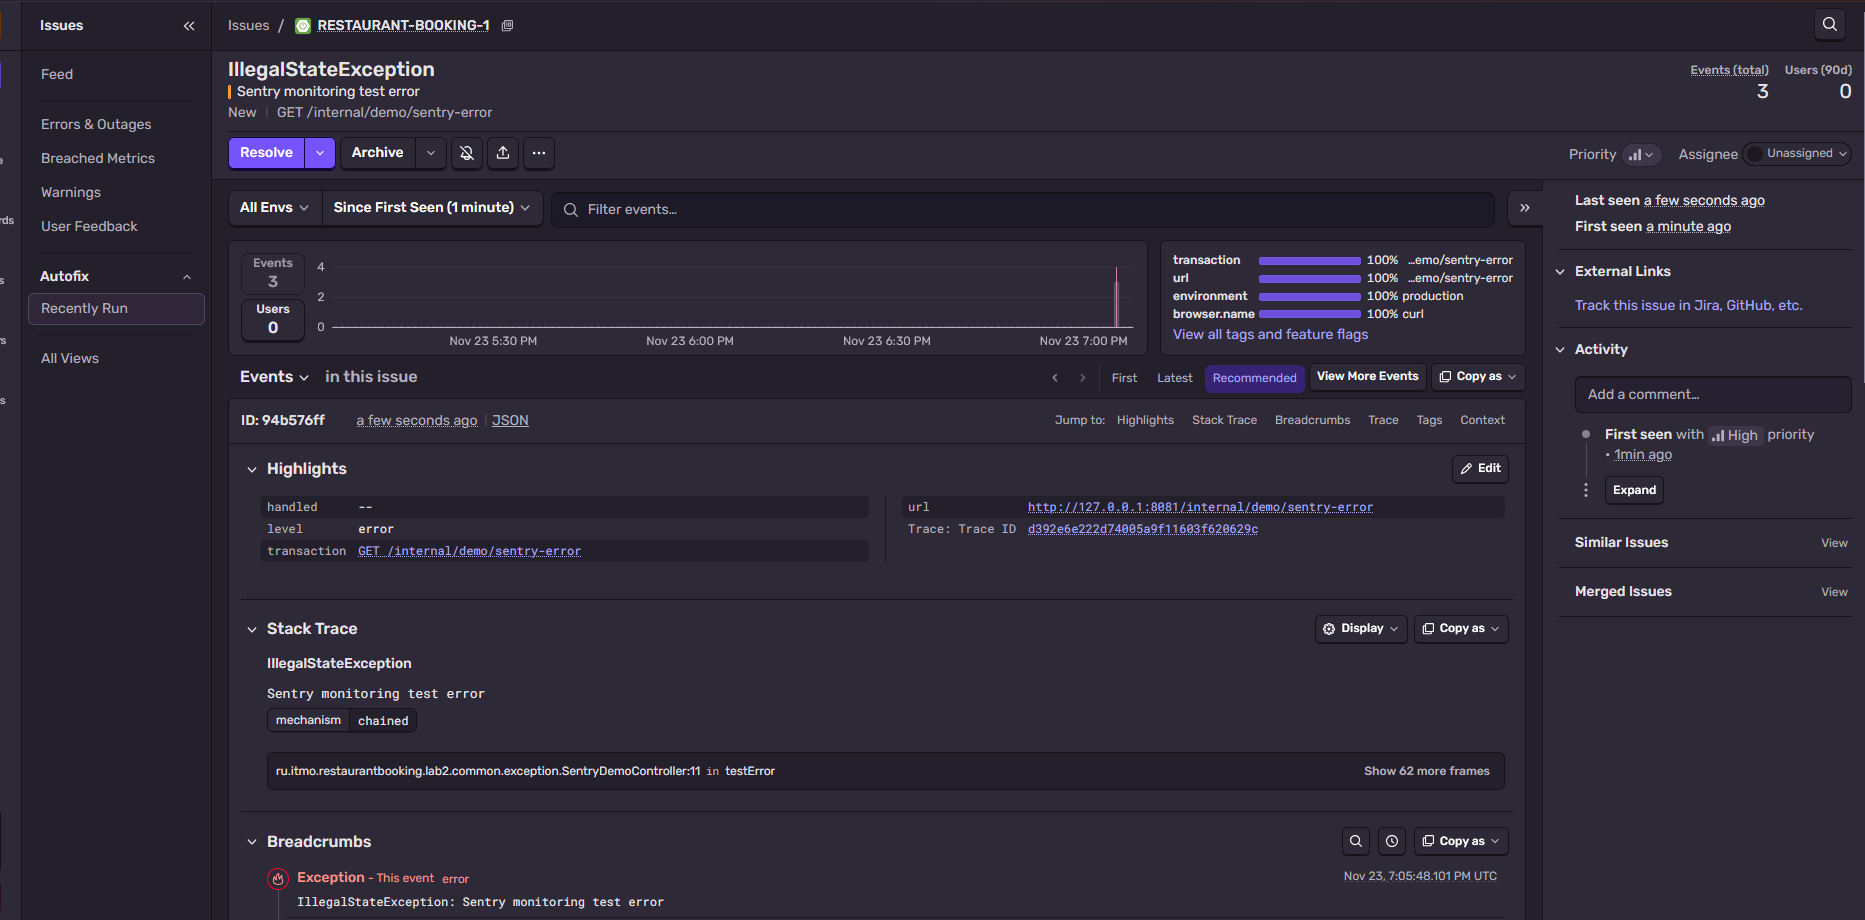 Issues
Feed
Errors & Outages
Breached Metrics
Warnings
User Feedback
Autofix
Recently Run
All Views
Issues / RESTAURANT-BOOKING-1
IllegalStateException
Sentry monitoring test error
New GET /internal/demo/sentry-error
Events (total) Users (90d)
3 0
Resolve Archive
Priority Assignee Unassigned
All Envs Since First Seen (1 minute) Filter events...
Events
3
Users
0
4
2
0
Nov 23 5:30 PM Nov 23 6:00 PM Nov 23 6:30 PM Nov 23 7:00 PM
transaction 100% ...emo/sentry-error
url 100% ...emo/sentry-error
environment 100% production
browser.name 100% curl
View all tags and feature flags
Events in this issue
First Latest Recommended View More Events Copy as
ID: 94b576ff a few seconds ago JSON
Jump to: Highlights Stack Trace Breadcrumbs Trace Tags Context
Highlights
Edit
handled --
level error
transaction GET /internal/demo/sentry-error
url http://127.0.0.1:8081/internal/demo/sentry-error
Trace: Trace ID d392e6e222d74005a9f11603f620629c
Stack Trace
Display Copy as
IllegalStateException
Sentry monitoring test error
mechanism chained
ru.itmo.restaurantbooking.lab2.common.exception.SentryDemoController:11 in testError Show 62 more frames
Breadcrumbs
Copy as
Exception - This event error
Nov 23, 7:05:48.101 PM UTC
IllegalStateException: Sentry monitoring test error
Last seen a few seconds ago
First seen a minute ago
External Links
Track this issue in Jira, GitHub, etc.
Activity
Add a comment...
First seen with High priority
• 1min ago
Expand
Similar Issues View
Merged Issues View